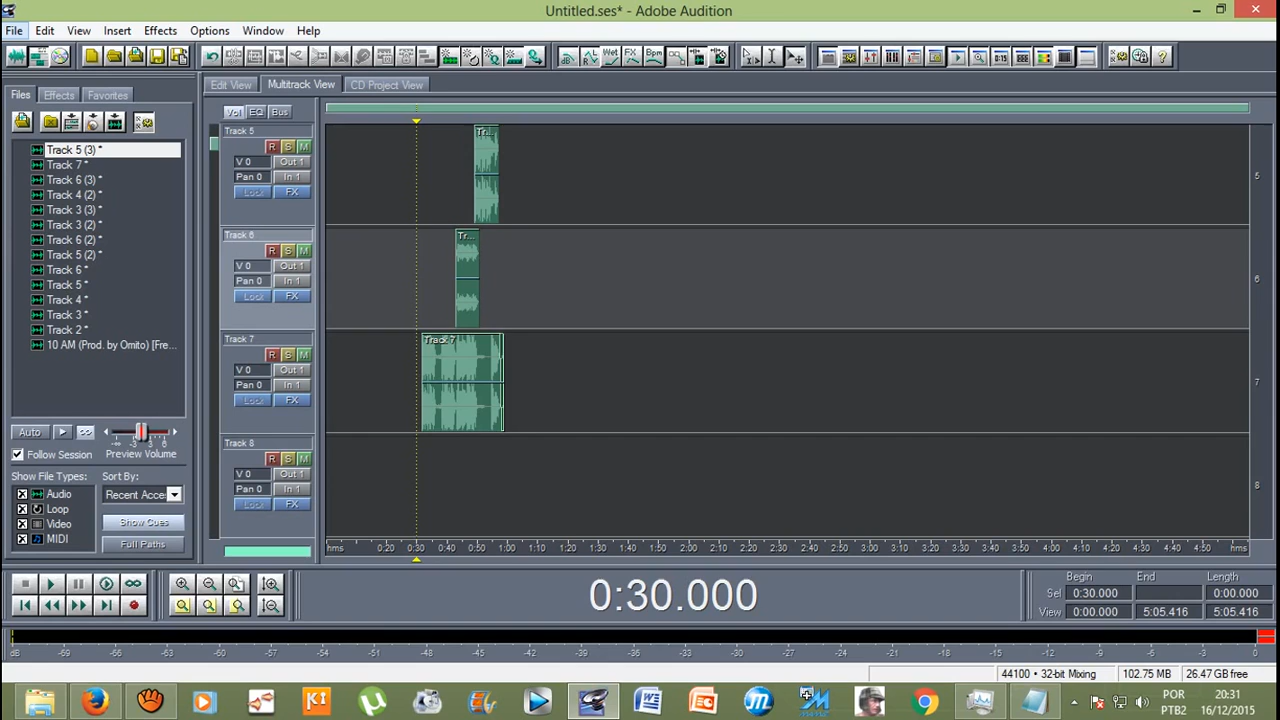 Untitled.ses* - Adobe Audition
File Edit View Insert Effects Options Window Help
Wet FX Bpm
Edit View Multitrack View CD Project View
Files Effects Favorites
Vol EQ Bus
Track 5 (3) *
Track 7 *
Track 6 (3) *
Track 4 (2) *
Track 3 (3) *
Track 3 (2) *
Track 6 (2) *
Track 5 (2) *
Track 6 *
Track 5 *
Track 4 *
Track 3 *
Track 2 *
10 AM (Prod. by Omito) [Fre...
Auto
-∞ -3 3 8
Follow Session Preview Volume
Show File Types: Sort By:
Audio Recent Acce
Loop
Video Show Cues
MIDI Full Paths
Track 5
R S M
V 0 Out 1
Pan 0 In 1
Lock FX
Tr...
5
Track 6
R S M
V 0 Out 1
Pan 0 In 1
Lock FX
Tr...
6
Track 7
R S M
V 0 Out 1
Pan 0 In 1
Lock FX
Track 7
7
Track 8
R S M
V 0 Out 1
Pan 0 In 1
Lock FX
8
hms 0:20 0:30 0:40 0:50 1:00 1:10 1:20 1:30 1:40 1:50 2:00 2:10 2:20 2:30 2:40 2:50 3:00 3:10 3:20 3:30 3:40 3:50 4:00 4:10 4:20 4:30 4:40 4:50 hms
0:30.000
Begin End Length
Sel 0:30.000 0:00.000
View 0:00.000 5:05.416 5:05.416
dB -69 -66 -63 -60 -57 -54 -51 -48 -45 -42 -39 -36 -33 -30 -27 -24 -21 -18 -15 -12 -9 -6 -3 0
44100 • 32-bit Mixing 102.75 MB 26.47 GB free
POR
PTB2
20:31
16/12/2015